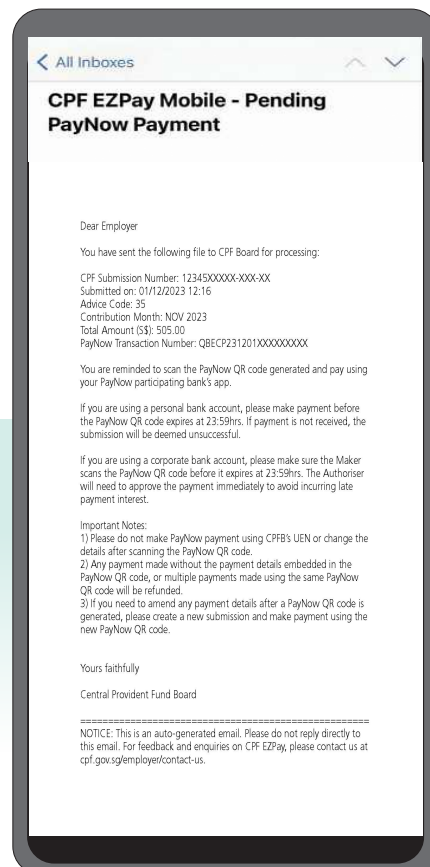 All Inboxes
CPF EZPay Mobile - Pending
PayNow Payment
Dear Employer
You have sent the following file to CPF Board for processing:
CPF Submission Number: 12345XXXXX-XXX-XX
Submitted on: 01/12/2023 12:16
Advice Code: 35
Contribution Month: NOV 2023
Total Amount (S$): 505.00
PayNow Transaction Number: QBECP231201XXXXXXXXX
You are reminded to scan the PayNow QR code generated and pay using
your PayNow participating bank's app.
If you are using a personal bank account, please make payment before
the PayNow QR code expires at 23:59hrs. If payment is not received, the
submission will be deemed unsuccessful.
If you are using a corporate bank account, please make sure the Maker
scans the PayNow QR code before it expires at 23:59hrs. The Authoriser
will need to approve the payment immediately to avoid incurring late
payment interest.
Important Notes:
1) Please do not make PayNow payment using CPFB's UEN or change the
details after scanning the PayNow QR code.
2) Any payment made without the payment details embedded in the
PayNow QR code, or multiple payments made using the same PayNow
QR code will be refunded.
3) If you need to amend any payment details after a PayNow QR code is
generated, please create a new submission and make payment using the
new PayNow QR code.
Yours faithfully
Central Provident Fund Board
====================================================
NOTICE: This is an auto-generated email. Please do not reply directly to
this email. For feedback and enquiries on CPF EZPay, please contact us at
cpf.gov.sg/employer/contact-us.